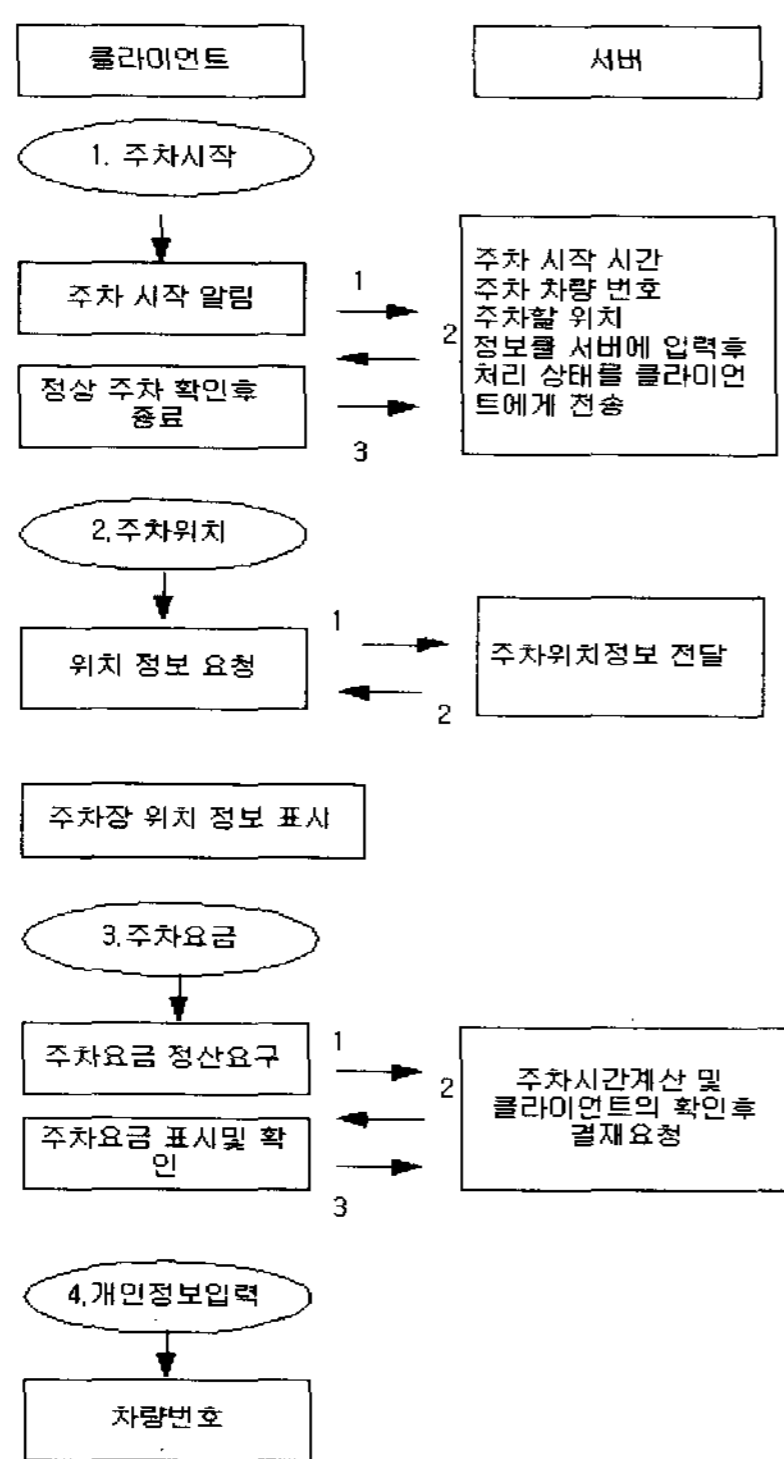 클라이언트
서버
1. 주차시작
주차 시작 알림
1
2
정상 주차 확인후
종료
3
주차 시작 시간
주차 차량 번호
주차할 위치
정보를 서버에 입력후
처리 상태를 클라이언
트에게 전송
2.주차위치
위치 정보 요청
1
2
주차위치정보 전달
주차장 위치 정보 표시
3.주차요금
주차요금 정산요구
1
2
주차요금 표시및 확
인
3
주차시간계산 및
클라이언트의 확인후
결재요청
4.개인정보입력
차량번호